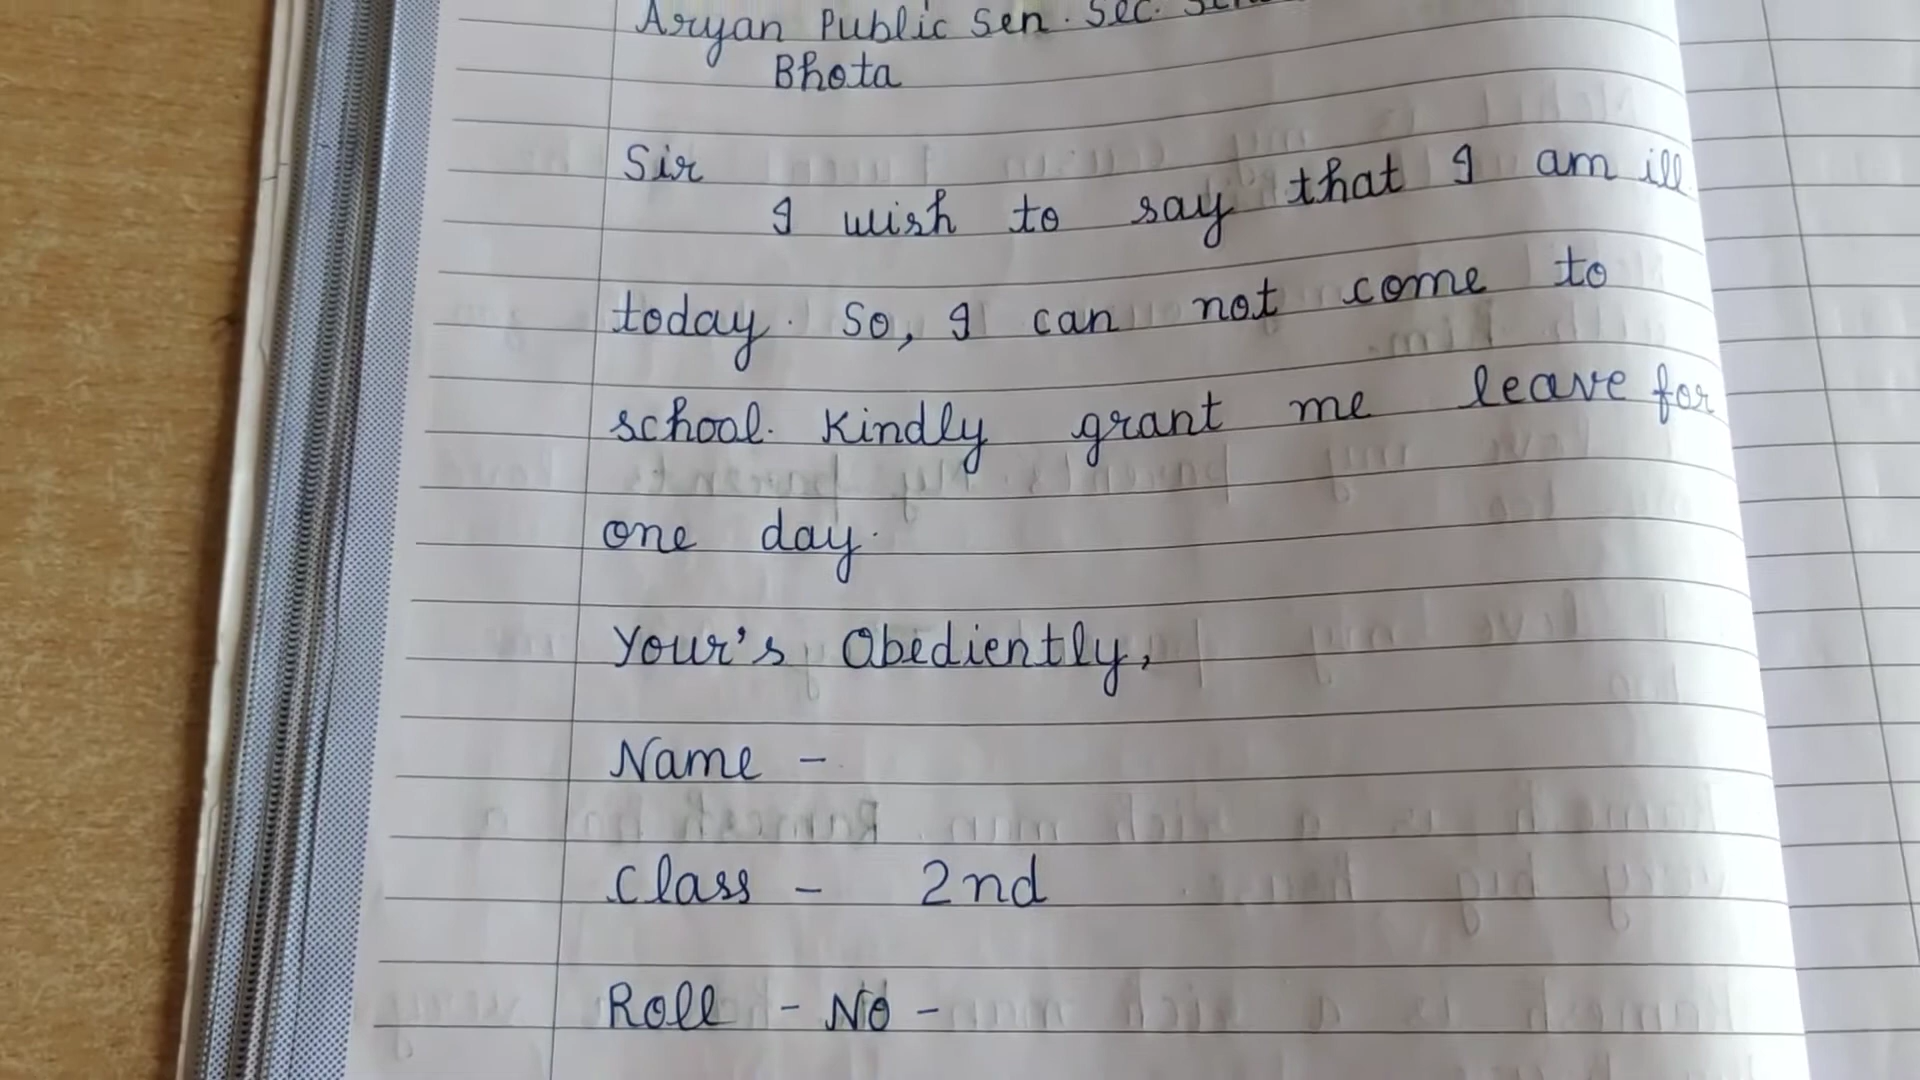 Aryan Public Sen. Sec.
Bhota
Sir
I wish to say that I am ill
today. So, I can not come to
school. Kindly grant me leave for
one day.
Your's Obediently,
Name -
Class - 2nd
Roll - No -